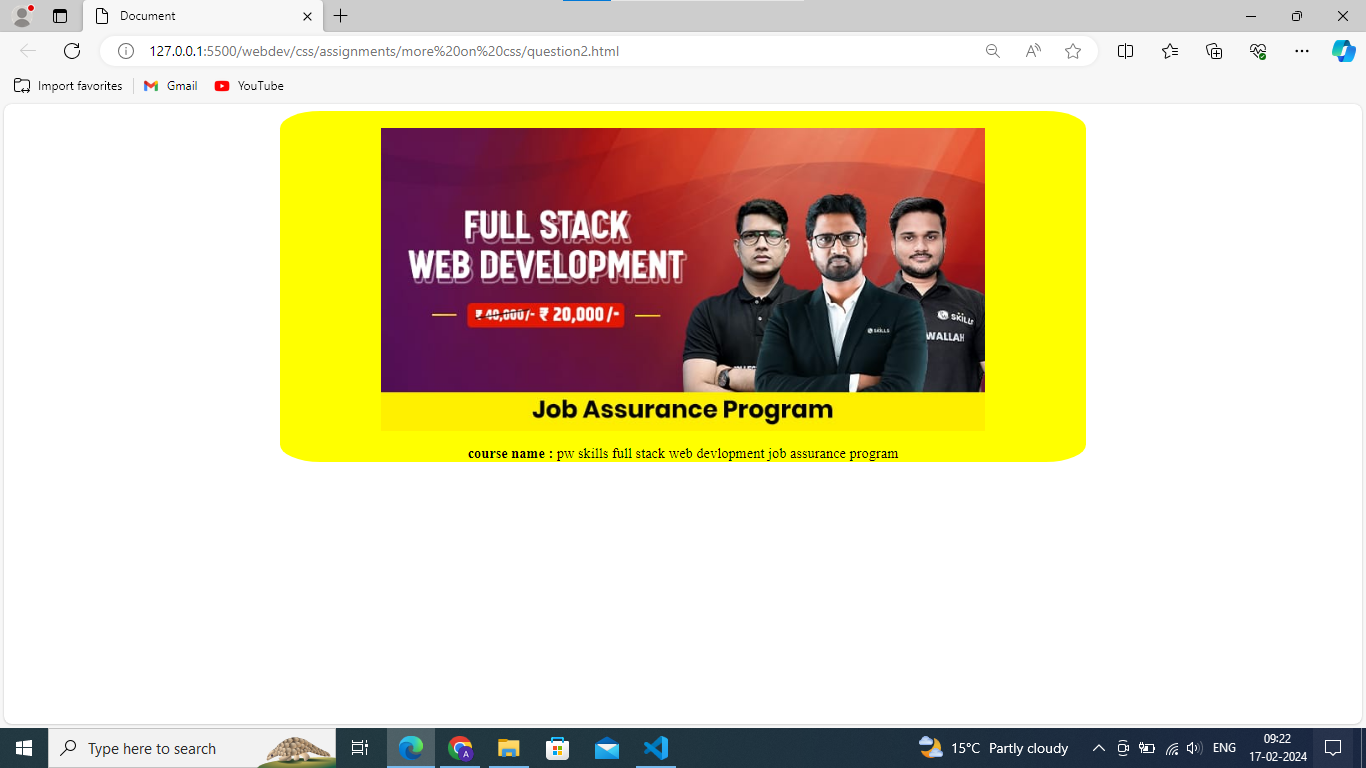 Document
127.0.0.1:5500/webdev/css/assignments/more%20on%20css/question2.html
Import favorites
Gmail
YouTube
FULL STACK
WEB DEVELOPMENT
₹ 40,000/- ₹ 20,000 /-
SKILLS
SKILLS
WALLAH
Job Assurance Program
course name : pw skills full stack web devlopment job assurance program
Type here to search
A
15°C Partly cloudy
ENG
09:22
17-02-2024